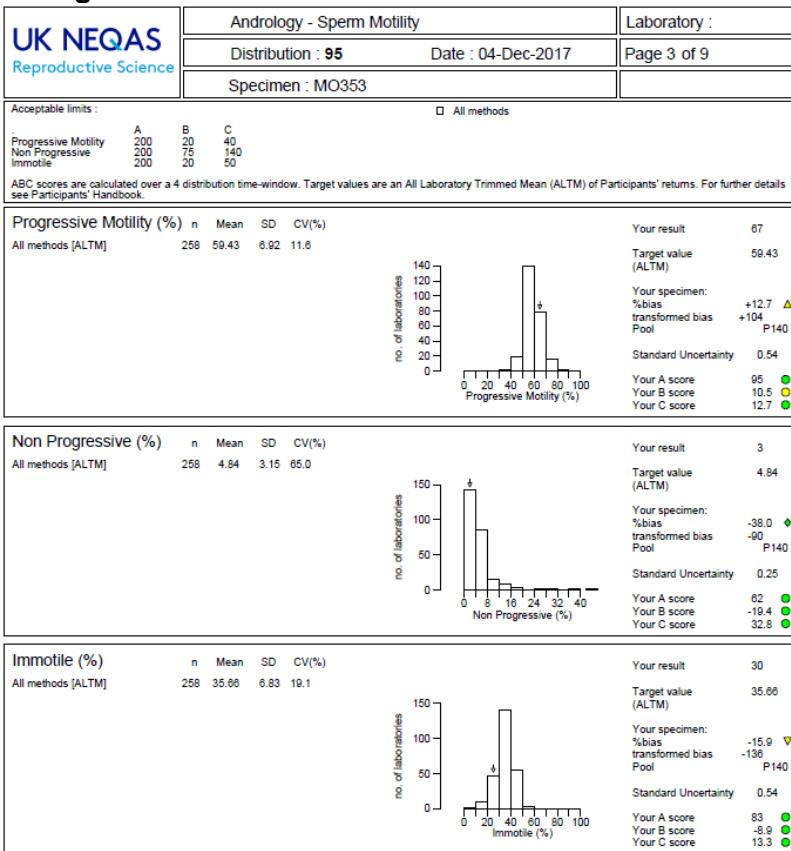 UK NEQAS
Reproductive Science
Andrology - Sperm Motility
Laboratory :
Distribution : 95 Date : 04-Dec-2017
Page 3 of 9
Specimen : MO353
Acceptable limits :
All methods
. A B C
Progressive Motility 200 20 40
Non Progressive 200 75 140
Immotile 200 20 50
ABC scores are calculated over a 4 distribution time-window. Target values are an All Laboratory Trimmed Mean (ALTM) of Participants' returns. For further details
see Participants' Handbook.
Progressive Motility (%) n Mean SD CV(%)
All methods [ALTM] 258 59.43 6.92 11.6
no. of laboratories
140
120
100
80
60
40
20
0
0 20 40 60 80 100
Progressive Motility (%)
Your result 67
Target value 59.43
(ALTM)
Your specimen:
%bias +12.7
transformed bias +104
Pool P140
Standard Uncertainty 0.54
Your A score 95
Your B score 10.5
Your C score 12.7
Non Progressive (%) n Mean SD CV(%)
All methods [ALTM] 258 4.84 3.15 65.0
no. of laboratories
150
100
50
0
0 8 16 24 32 40
Non Progressive (%)
Your result 3
Target value 4.84
(ALTM)
Your specimen:
%bias -38.0
transformed bias -90
Pool P140
Standard Uncertainty 0.25
Your A score 62
Your B score -19.4
Your C score 32.8
Immotile (%) n Mean SD CV(%)
All methods [ALTM] 258 35.66 6.83 19.1
no. of laboratories
150
100
50
0
0 20 40 60 80 100
Immotile (%)
Your result 30
Target value 35.66
(ALTM)
Your specimen:
%bias -15.9
transformed bias -136
Pool P140
Standard Uncertainty 0.54
Your A score 83
Your B score -8.9
Your C score 13.3